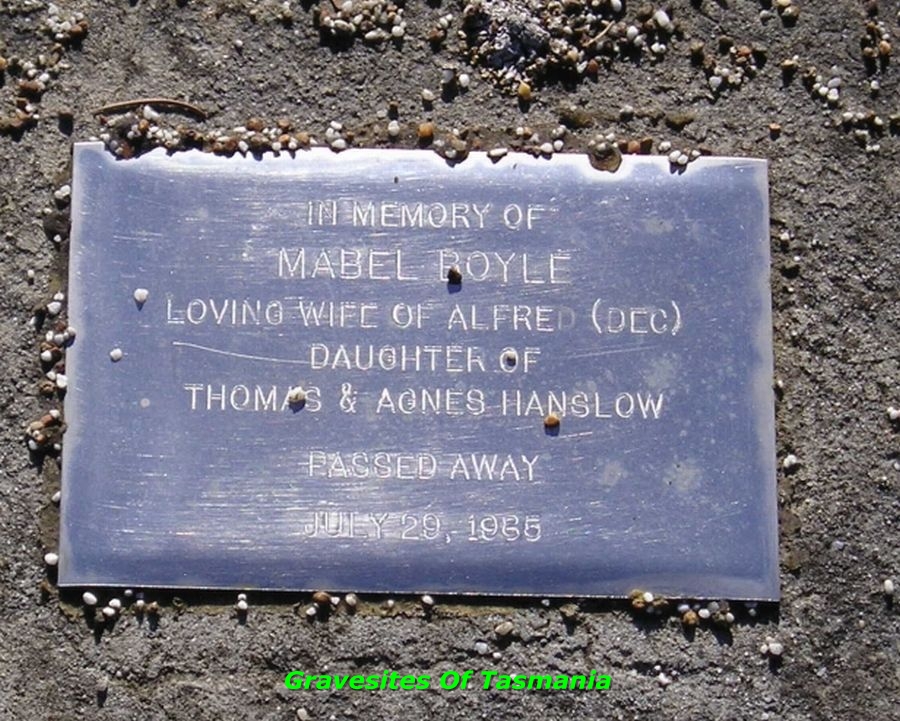 IN MEMORY OF
MABEL BOYLE
LOVING WIFE OF ALFRED (DEC)
DAUGHTER OF
THOMAS & AGNES HANSLOW
PASSED AWAY
JULY 29, 1985
Gravesites Of Tasmania